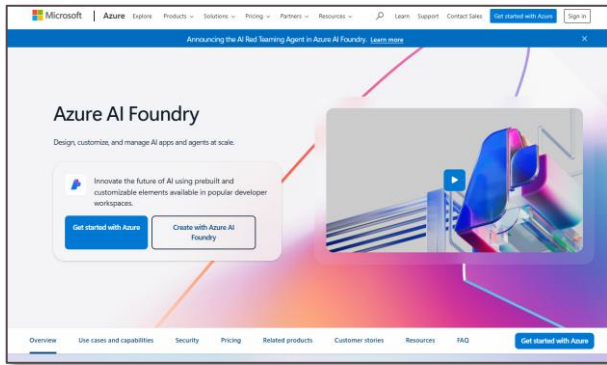 Microsoft | Azure Explore Products Solutions Pricing Partners Resources Learn Support Contact Sales Get started with Azure Sign in
Announcing the AI Red Teaming Agent in Azure AI Foundry. Learn more ×
Azure AI Foundry
Design, customize, and manage AI apps and agents at scale.
Innovate the future of AI using prebuilt and
customizable elements available in popular developer
workspaces.
Get started with Azure
Create with Azure AI
Foundry
Overview Use cases and capabilities Security Pricing Related products Customer stories Resources FAQ Get started with Azure